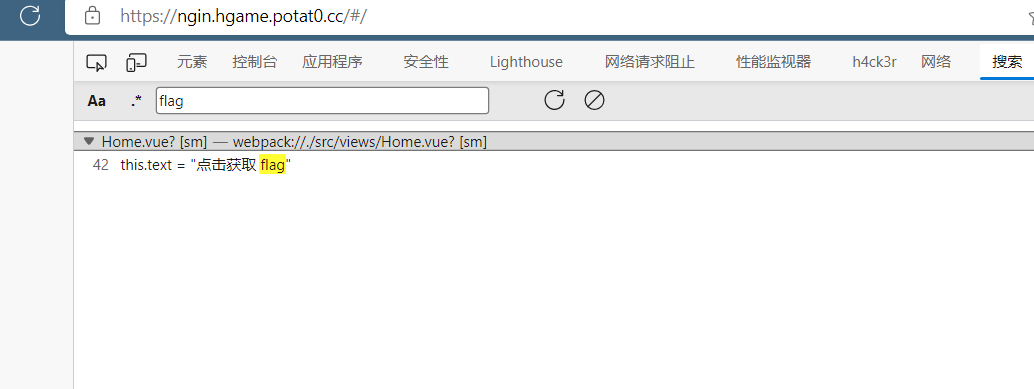 https://ngin.hgame.potat0.cc/#/
元素 控制台 应用程序 安全性 Lighthouse 网络请求阻止 性能监视器 h4ck3r 网络 搜索
Aa .* flag
Home.vue? [sm] — webpack://./src/views/Home.vue? [sm]
42 this.text = "点击获取 flag"